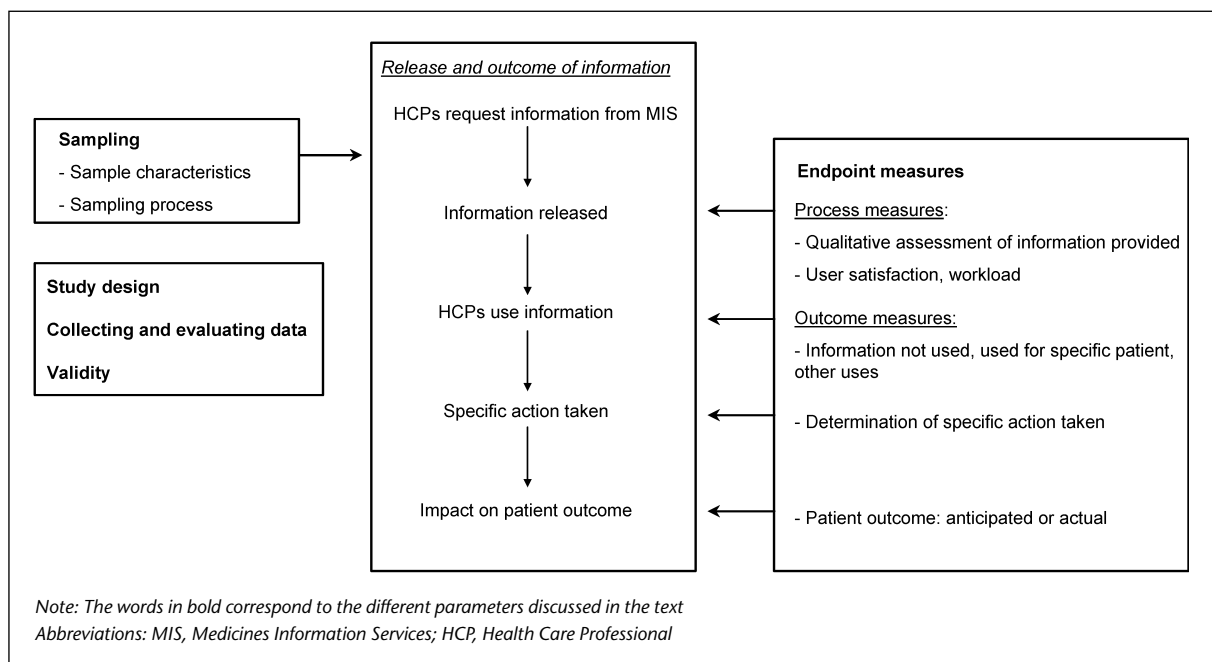 Sampling
- Sample characteristics
- Sampling process
Study design
Collecting and evaluating data
Validity
Release and outcome of information
HCPs request information from MIS
Information released
HCPs use information
Specific action taken
Impact on patient outcome
Endpoint measures
Process measures:
- Qualitative assessment of information provided
- User satisfaction, workload
Outcome measures:
- Information not used, used for specific patient,
other uses
- Determination of specific action taken
- Patient outcome: anticipated or actual
Note: The words in bold correspond to the different parameters discussed in the text
Abbreviations: MIS, Medicines Information Services; HCP, Health Care Professional